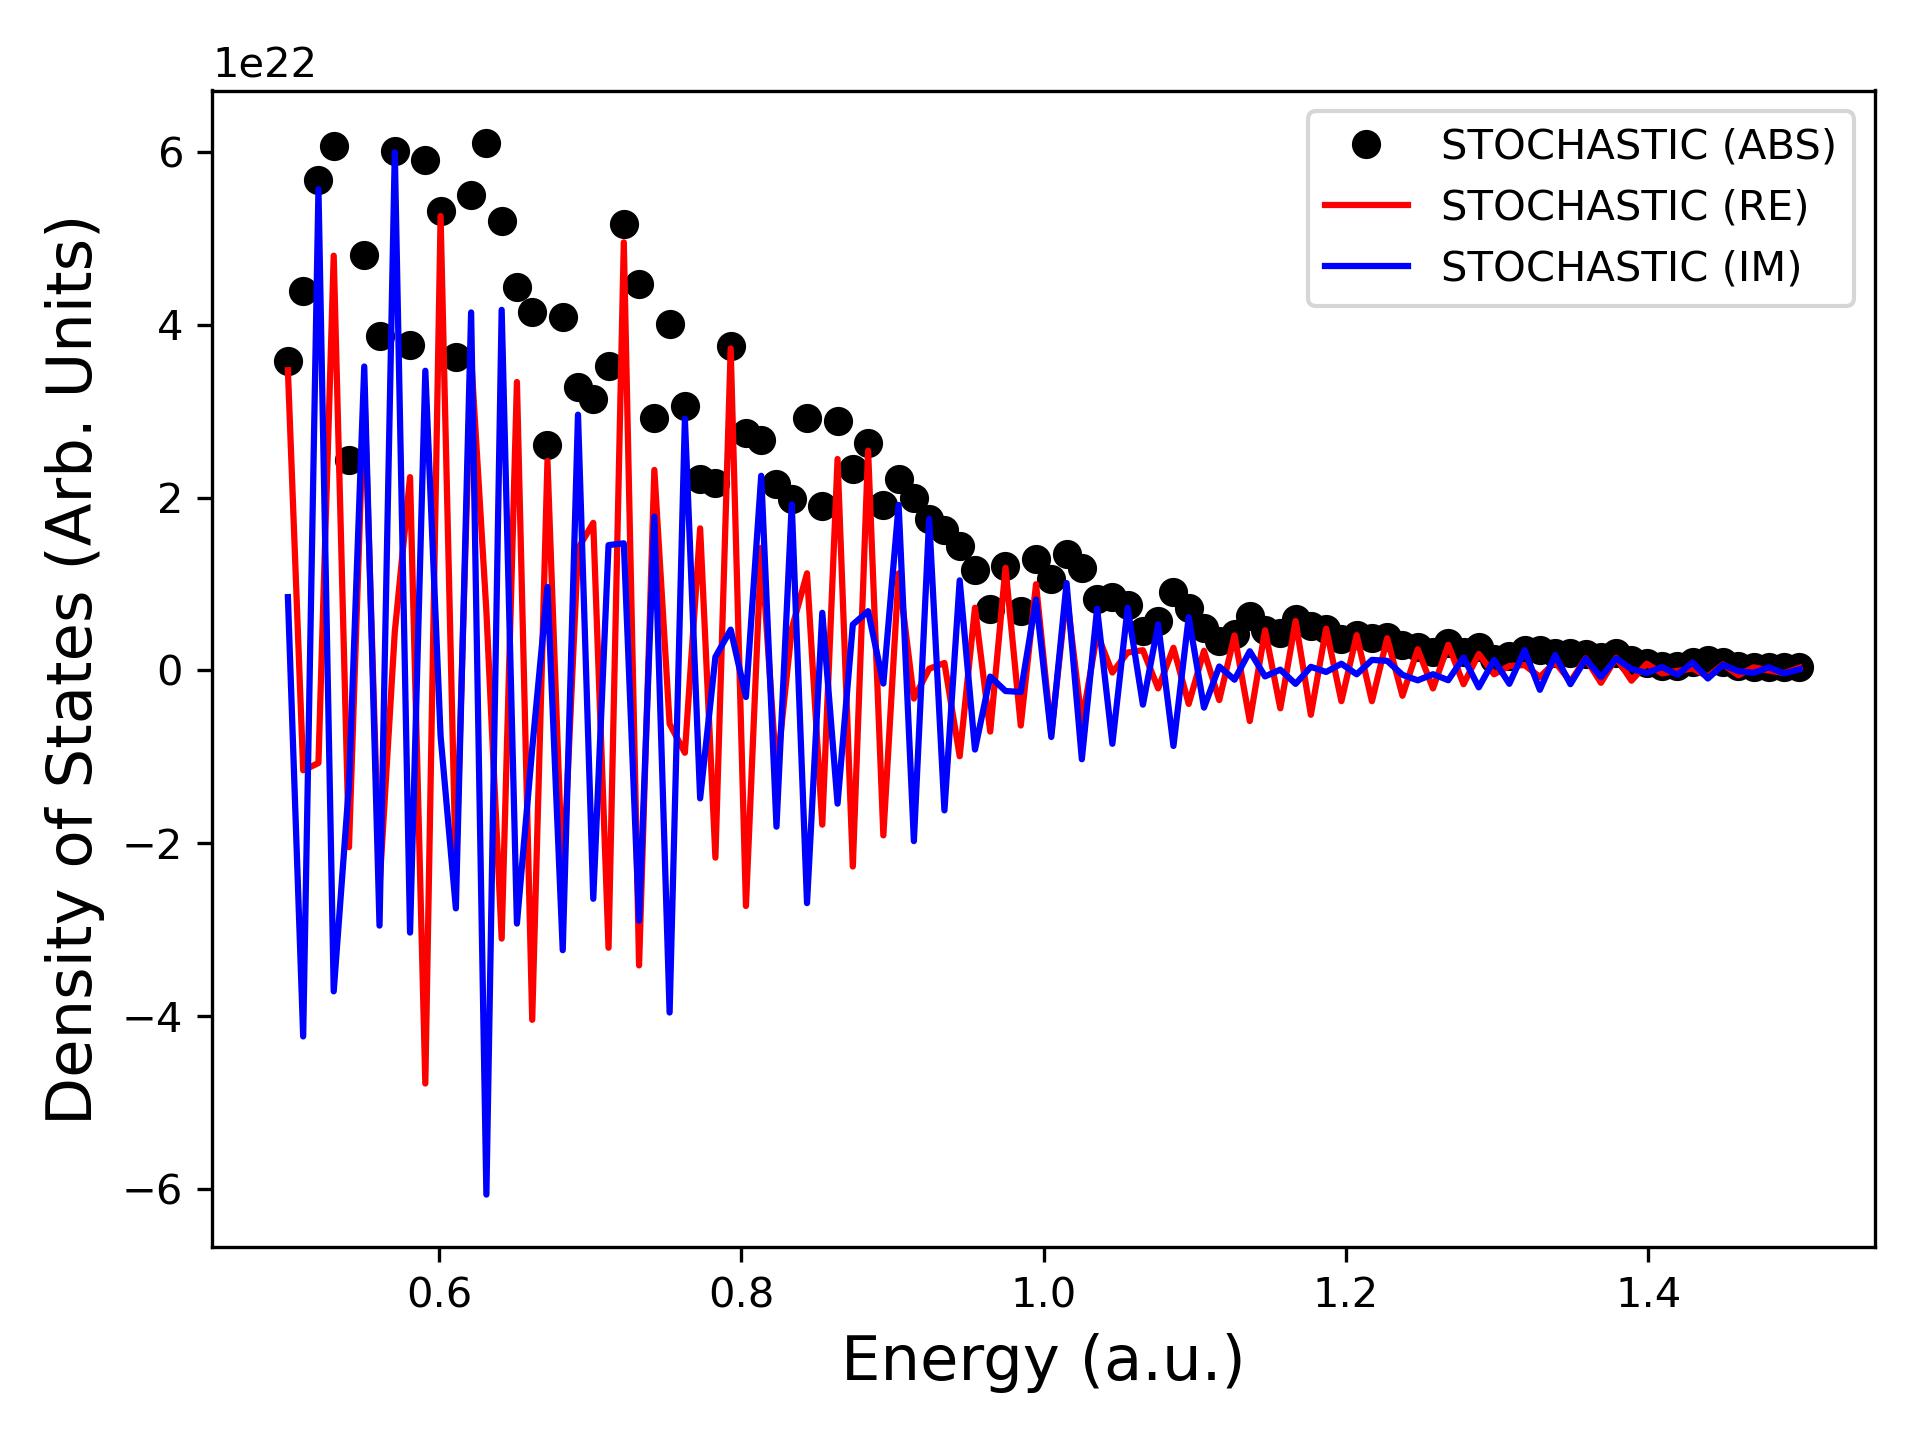 1e22
Density of States (Arb. Units)
6
4
2
0
−2
−4
−6
STOCHASTIC (ABS)
STOCHASTIC (RE)
STOCHASTIC (IM)
0.6 0.8 1.0 1.2 1.4
Energy (a.u.)